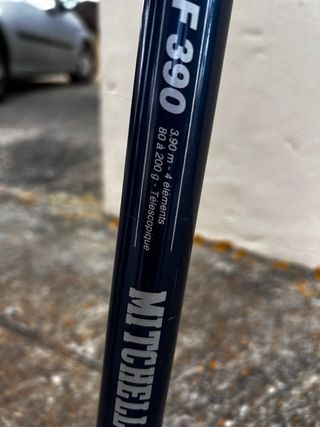 F-390
3,90 m - 4 éléments
80 à 200 g - Télescopique
MITCHELL